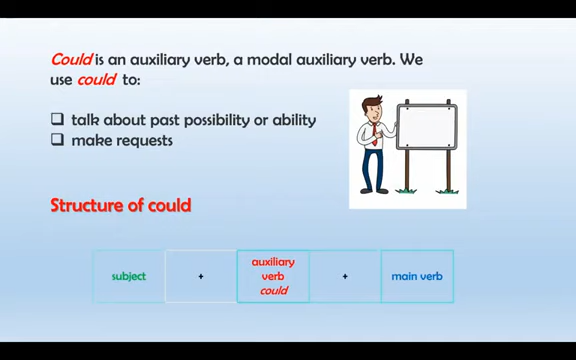 Could is an auxiliary verb, a modal auxiliary verb. We
use could to:
❑ talk about past possibility or ability
❑ make requests
Structure of could
subject + auxiliary verb could + main verb